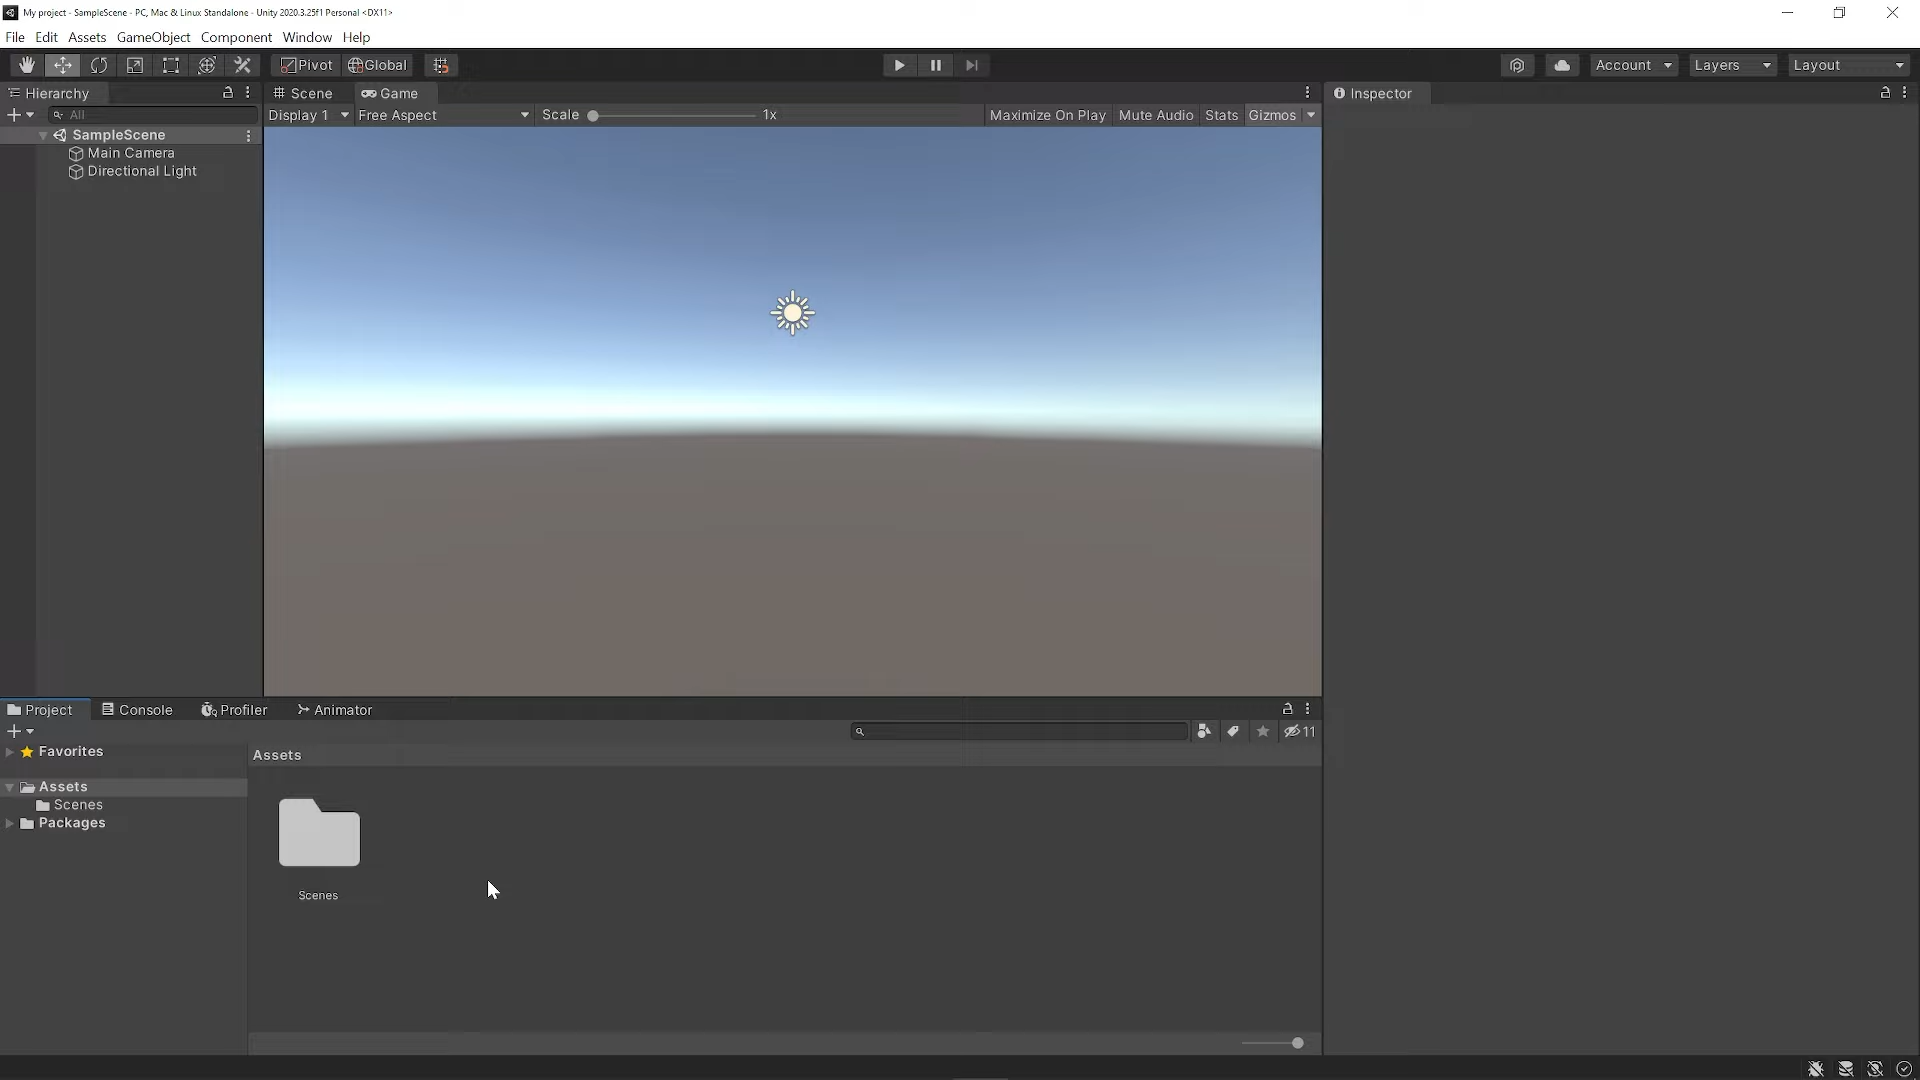 My project - SampleScene - PC, Mac & Linux Standalone - Unity 2020.3.25f1 Personal <DX11>
File Edit Assets GameObject Component Window Help
Pivot Global Account Layers Layout
Hierarchy Scene Game Inspector
All Display 1 Free Aspect Scale 1x Maximize On Play Mute Audio Stats Gizmos
SampleScene
Main Camera
Directional Light
Project Console Profiler Animator
11
Favorites
Assets
Assets
Scenes
Packages
Scenes